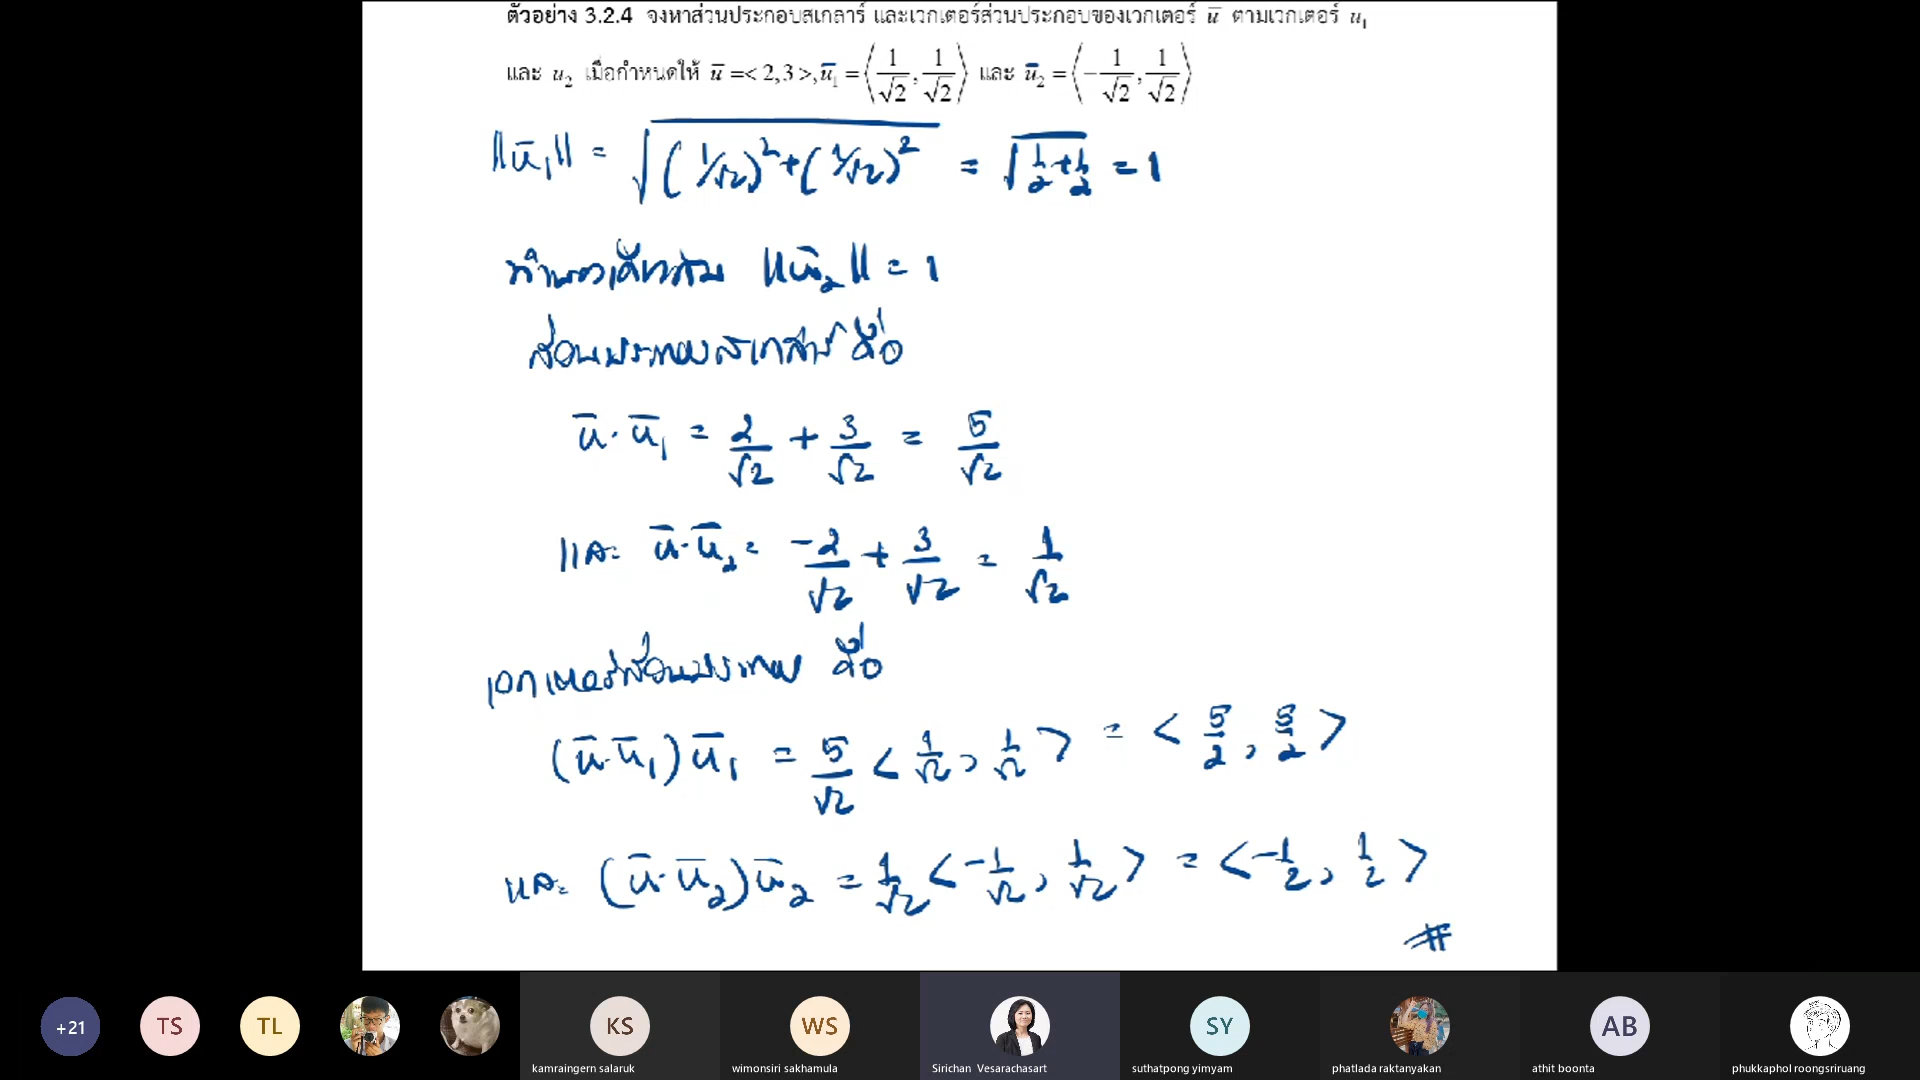 ตัวอย่าง 3.2.4 จงหาส่วนประกอบสเกลาร์ และเวกเตอร์ส่วนประกอบของเวกเตอร์ u̅ ตามเวกเตอร์ u₁
และ u₂ เมื่อกำหนดให้ u̅ =< 2,3 >, u̅₁ = ⟨1/√2, 1/√2⟩ และ u̅₂ = ⟨-1/√2, 1/√2⟩
||u̅₁|| = √((1/√2)² + (1/√2)²) = √(1/2 + 1/2) = 1
ทำนองเดียวกัน ||u̅₂|| = 1
ส่วนประกอบสเกลาร์ คือ
u̅·u̅₁ = 2/√2 + 3/√2 = 5/√2
และ u̅·u̅₂ = -2/√2 + 3/√2 = 1/√2
เวกเตอร์ส่วนประกอบ คือ
(u̅·u̅₁)u̅₁ = 5/√2 <1/√2, 1/√2> = <5/2, 5/2>
และ (u̅·u̅₂)u̅₂ = 1/√2 <-1/√2, 1/√2> = <-1/2, 1/2>
#
+21 TS TL KS WS SY AB
kamraingern salaruk wimonsiri sakhamula Sirichan Vesarachasart suthatpong yimyam phatlada raktanyakan athit boonta phukkaphol roongsriruang